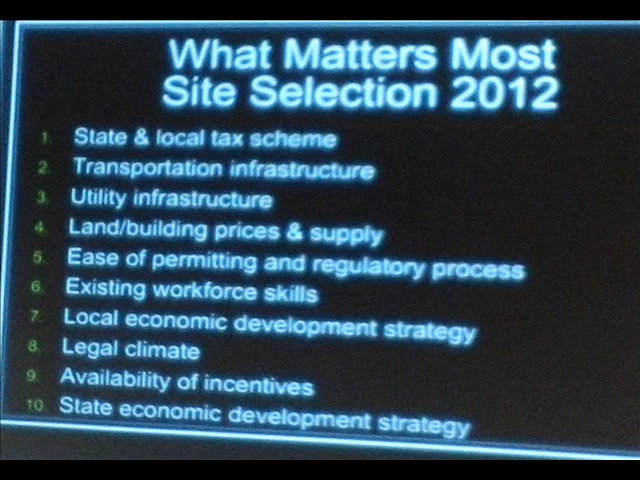 What Matters Most
Site Selection 2012
1. State & local tax scheme
2. Transportation infrastructure
3. Utility infrastructure
4. Land/building prices & supply
5. Ease of permitting and regulatory process
6. Existing workforce skills
7. Local economic development strategy
8. Legal climate
9. Availability of incentives
10. State economic development strategy